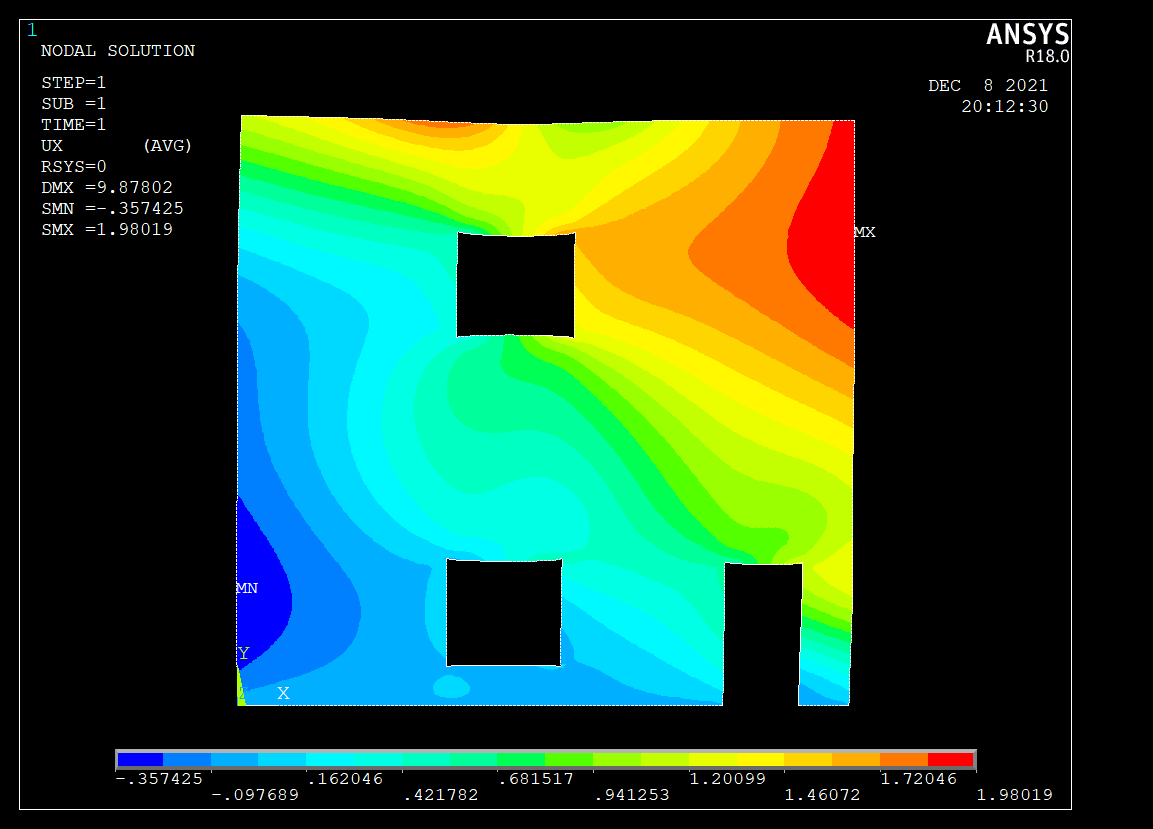 1
ANSYS
R18.0
NODAL SOLUTION
STEP=1
SUB =1
TIME=1
UX (AVG)
RSYS=0
DMX =9.87802
SMN =-.357425
SMX =1.98019
DEC 8 2021
20:12:30
MX
MN
Y
Z X
-.357425 .162046 .681517 1.20099 1.72046
-.097689 .421782 .941253 1.46072 1.98019